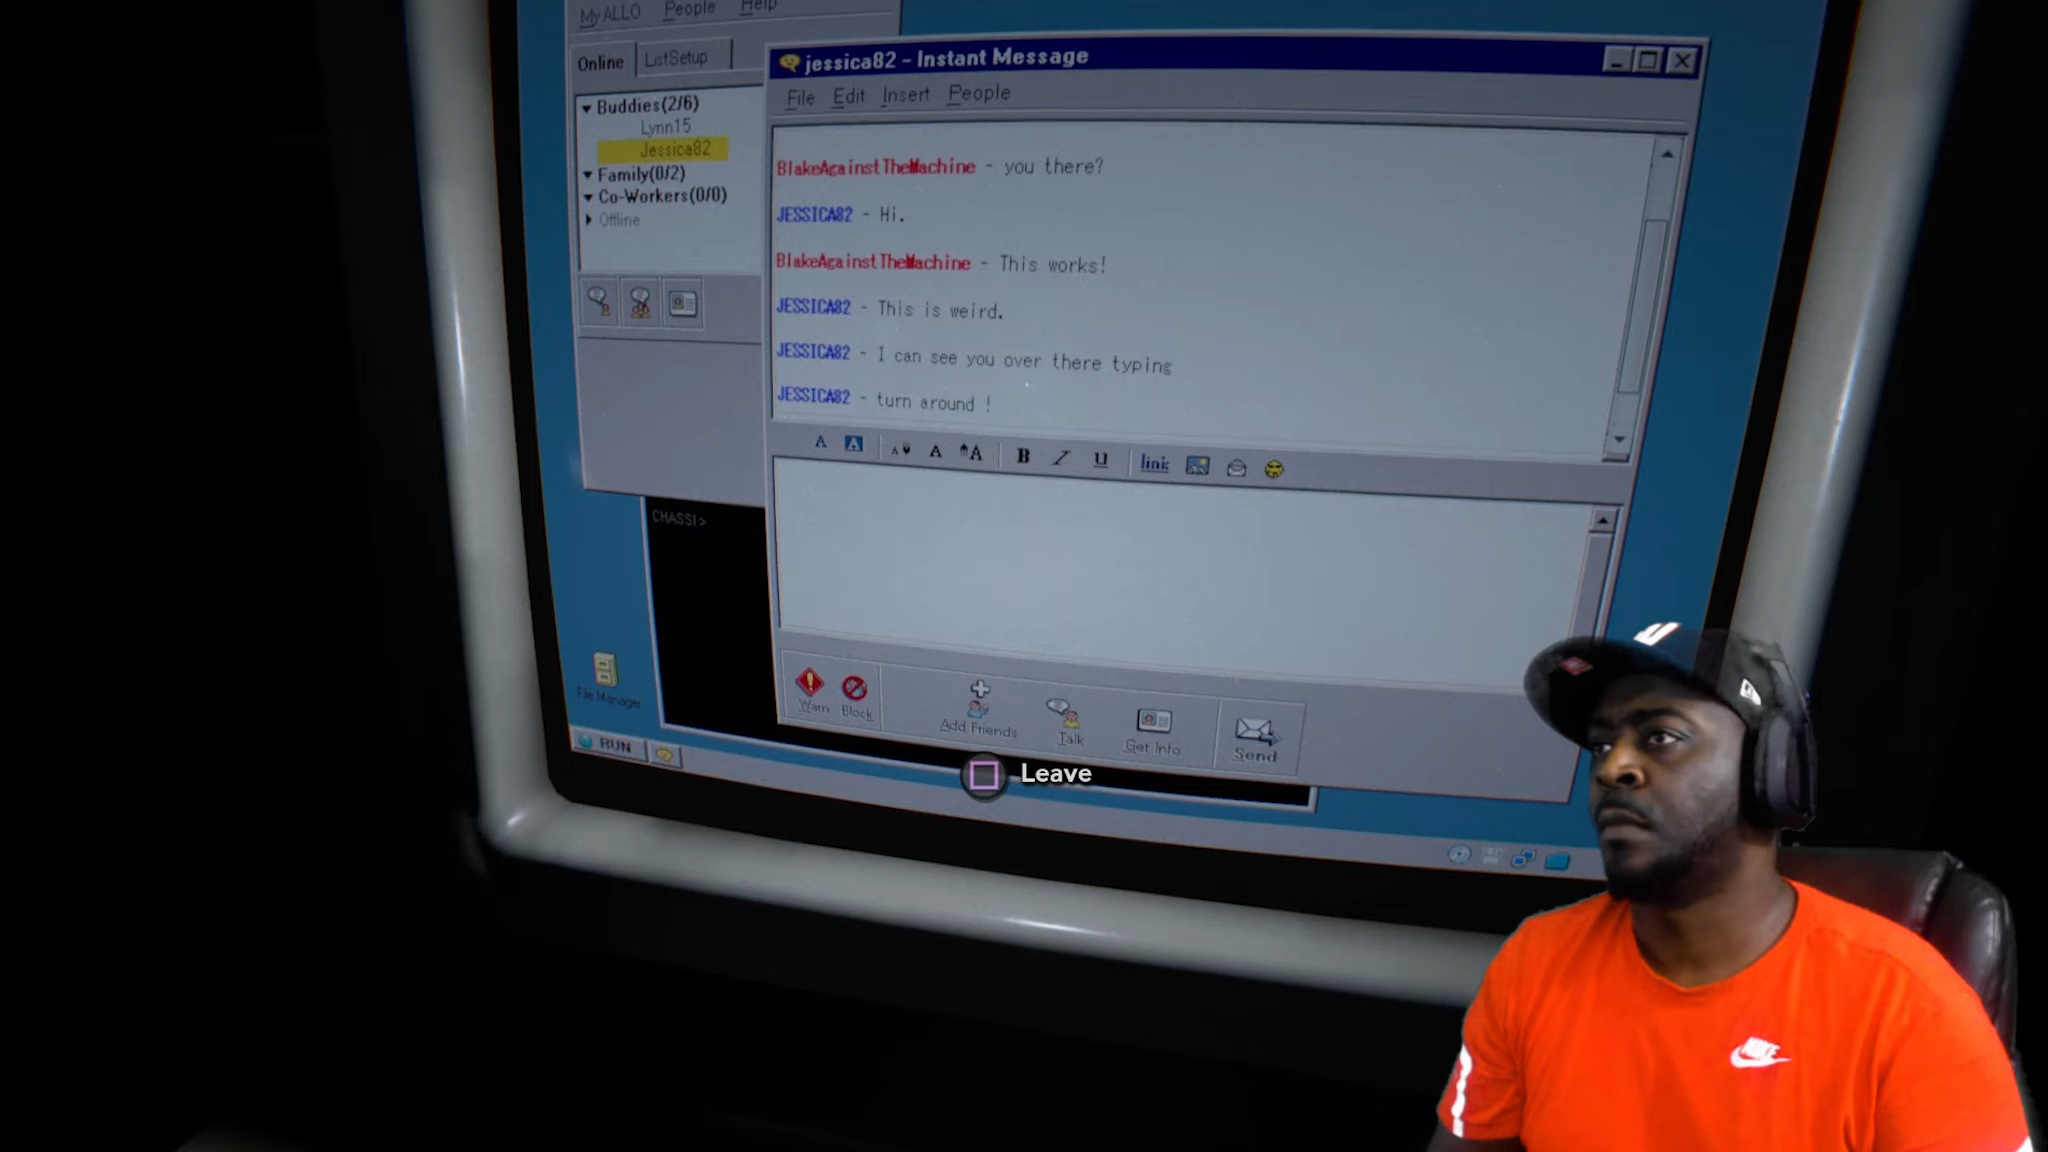 MyALLO People Help
Online ListSetup
Buddies(2/6)
Lynn15
Jessica82
Family(0/2)
Co-Workers(0/0)
Offline
jessica82 - Instant Message
File Edit Insert People
BlakeAgainstTheMachine - you there?
JESSICA82 - Hi.
BlakeAgainstTheMachine - This works!
JESSICA82 - This is weird.
JESSICA82 - I can see you over there typing
JESSICA82 - turn around !
A A A A A B I U link
CHASSI>
Warn Block Add Friends Talk Get Info Send
File Manager
RUN
Leave
NIKE